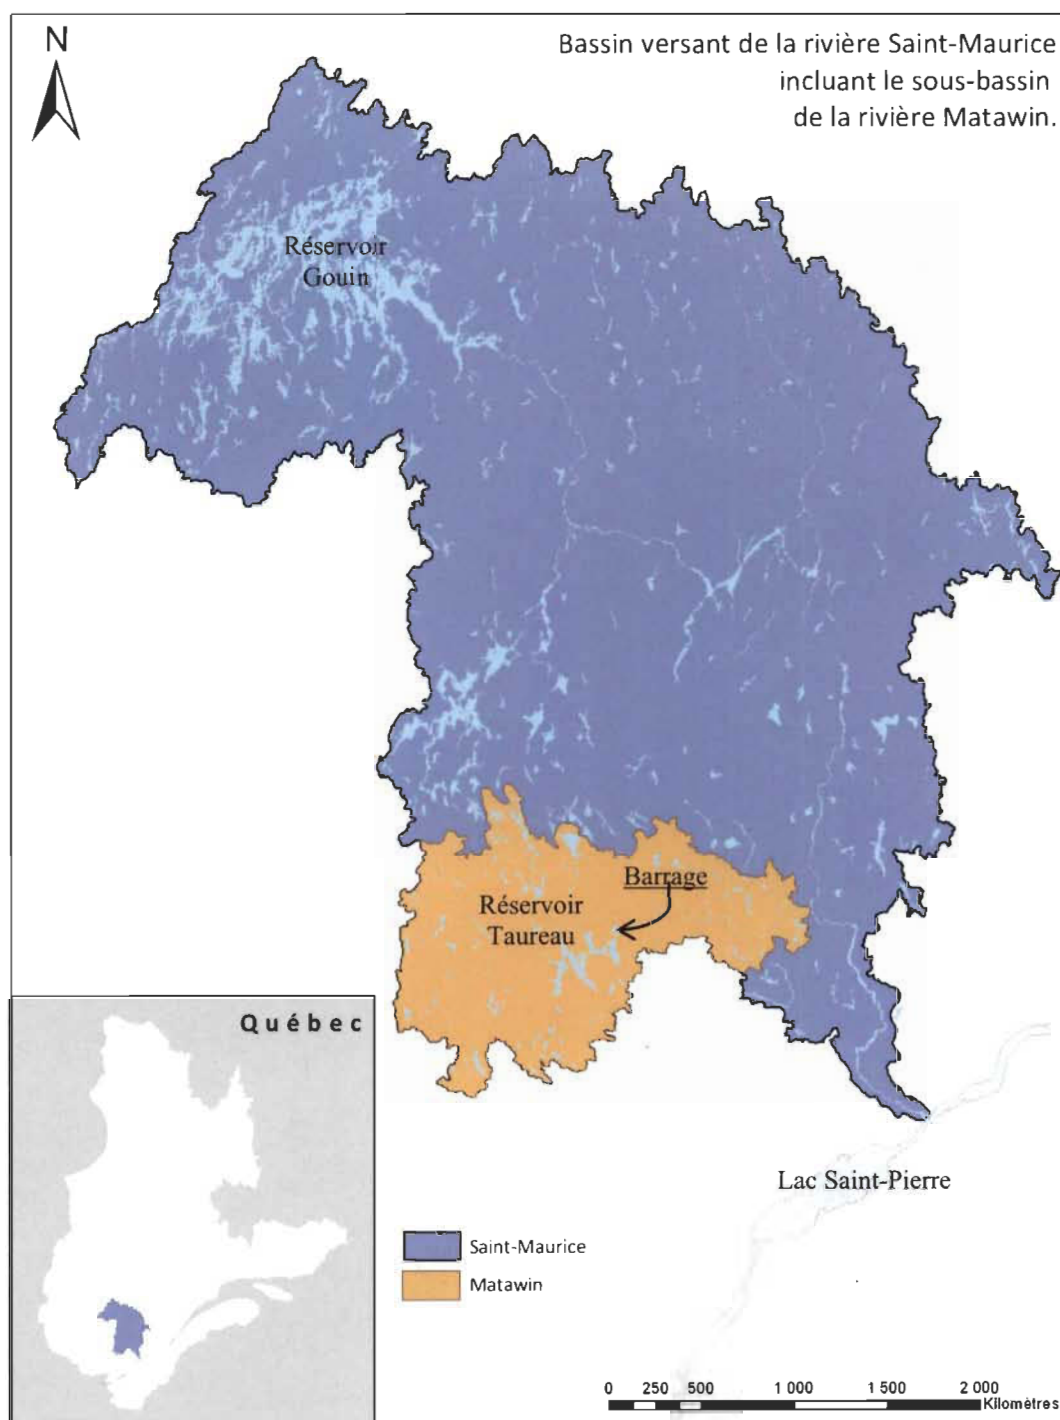 N
Bassin versant de la rivière Saint-Maurice
incluant le sous-bassin
de la rivière Matawin.
Réservoir
Gouin
Barrage
Réservoir
Taureau
Québec
Lac Saint-Pierre
Saint-Maurice
Matawin
0 250 500 1 000 1 500 2 000
Kilomètres